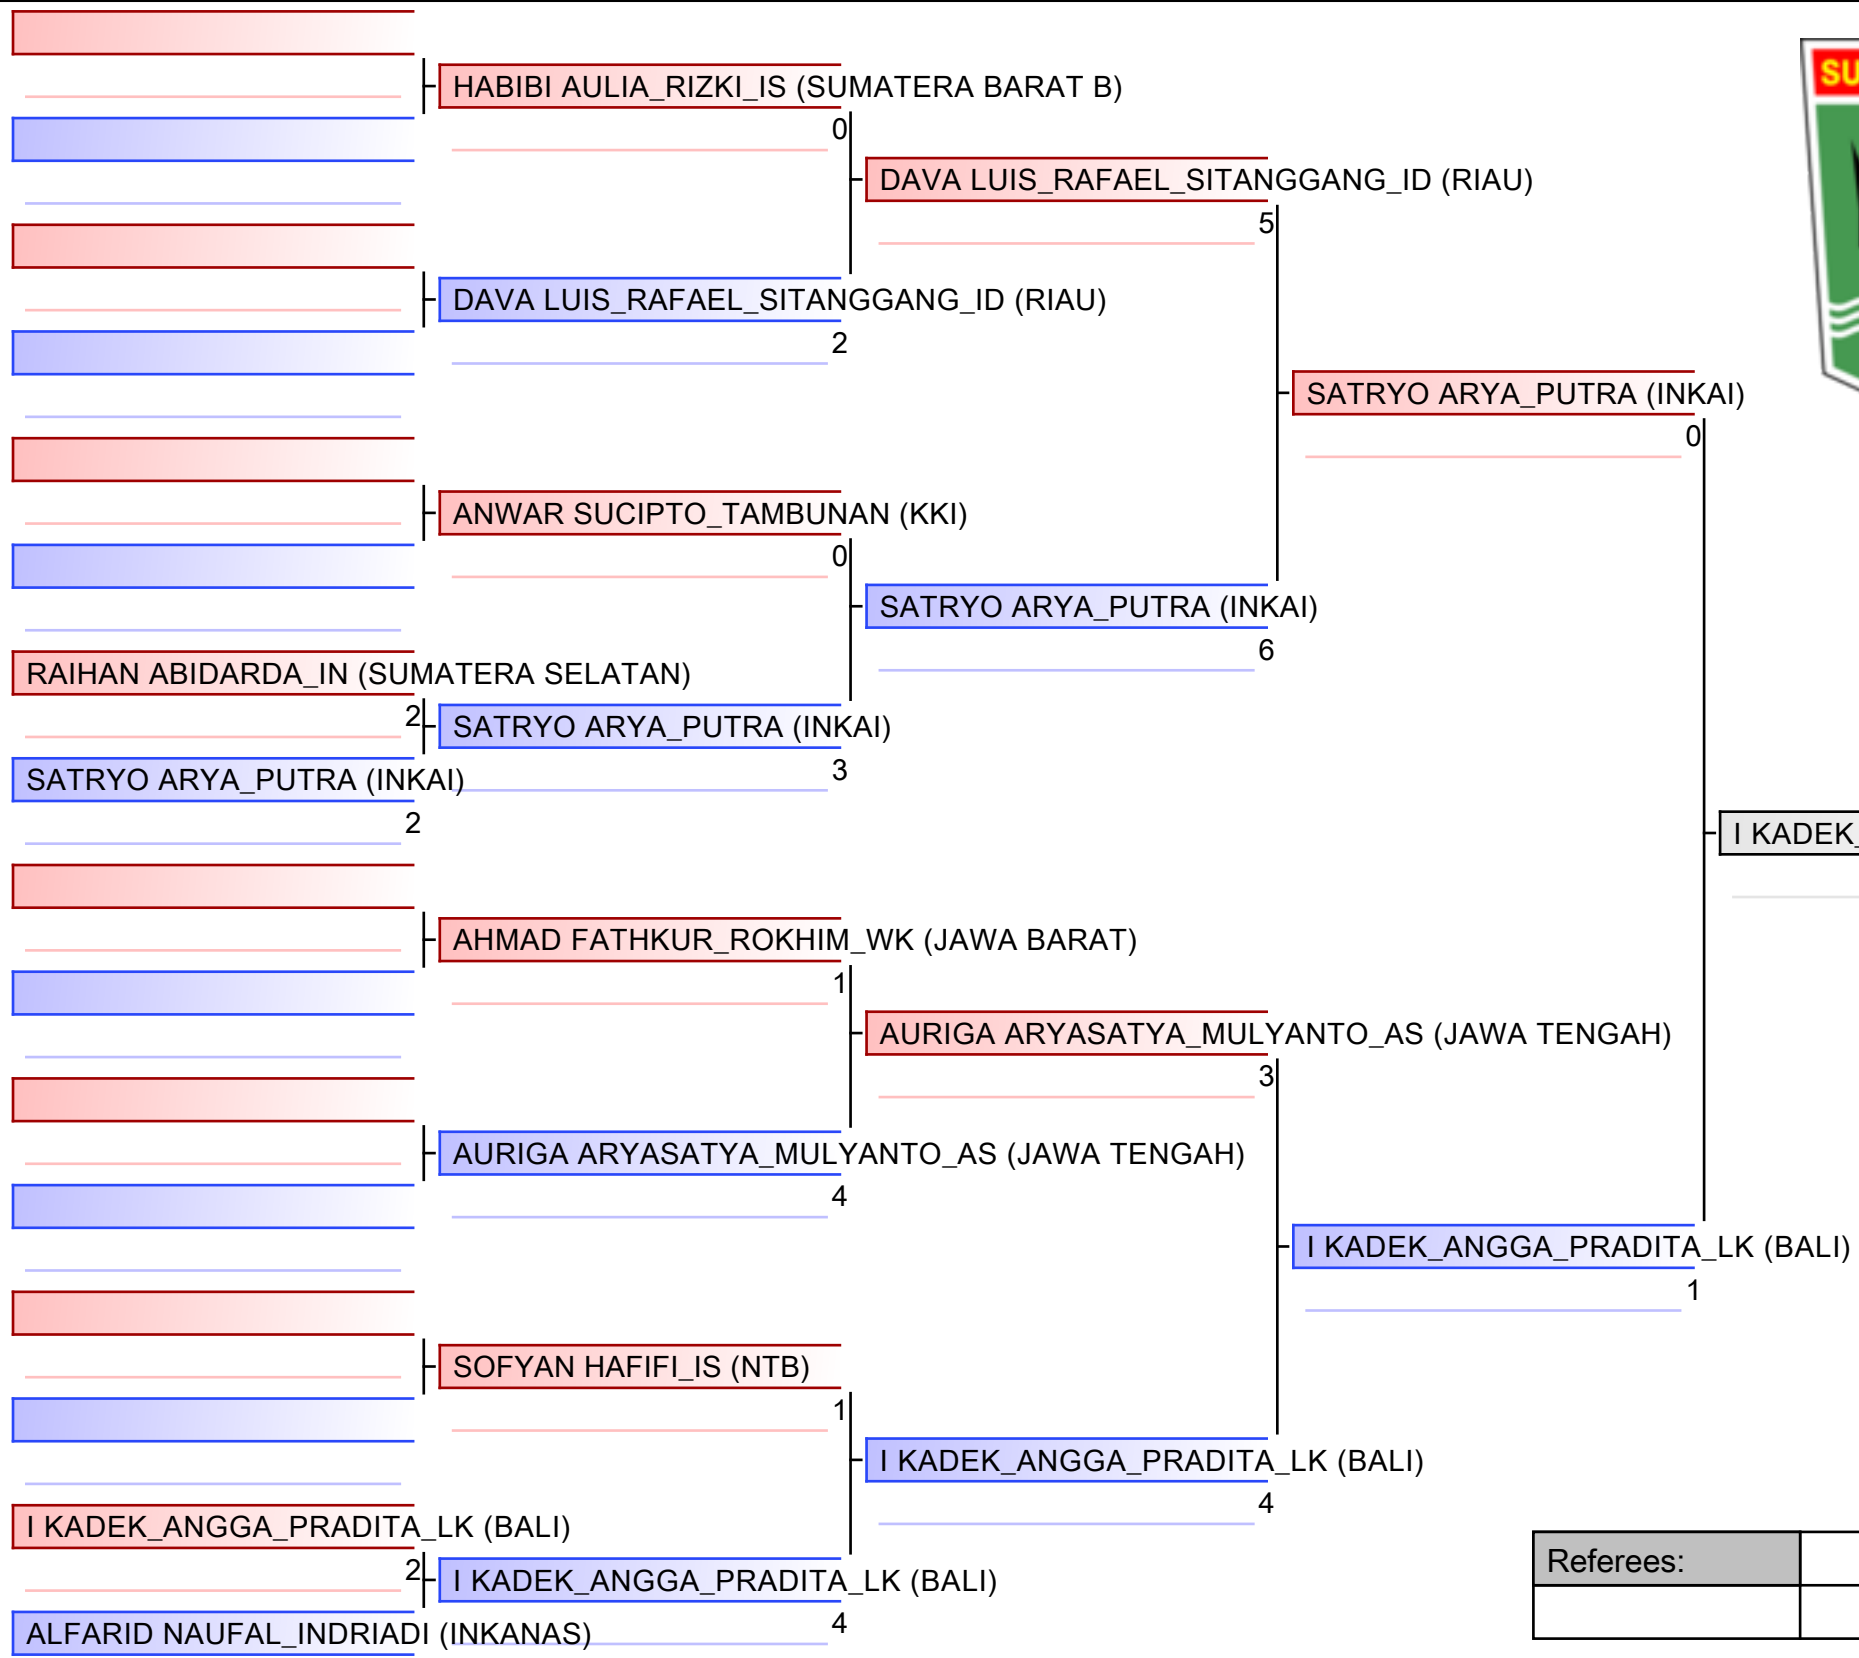 SU
HABIBI AULIA_RIZKI_IS (SUMATERA BARAT B)
0
DAVA LUIS_RAFAEL_SITANGGANG_ID (RIAU)
5
DAVA LUIS_RAFAEL_SITANGGANG_ID (RIAU)
2
SATRYO ARYA_PUTRA (INKAI)
0
ANWAR SUCIPTO_TAMBUNAN (KKI)
0
SATRYO ARYA_PUTRA (INKAI)
6
RAIHAN ABIDARDA_IN (SUMATERA SELATAN)
2
SATRYO ARYA_PUTRA (INKAI)
3
SATRYO ARYA_PUTRA (INKAI)
2
I KADEK_
AHMAD FATHKUR_ROKHIM_WK (JAWA BARAT)
1
AURIGA ARYASATYA_MULYANTO_AS (JAWA TENGAH)
3
AURIGA ARYASATYA_MULYANTO_AS (JAWA TENGAH)
4
I KADEK_ANGGA_PRADITA_LK (BALI)
1
SOFYAN HAFIFI_IS (NTB)
1
I KADEK_ANGGA_PRADITA_LK (BALI)
4
I KADEK_ANGGA_PRADITA_LK (BALI)
2
I KADEK_ANGGA_PRADITA_LK (BALI)
4
ALFARID NAUFAL_INDRIADI (INKANAS)
Referees: